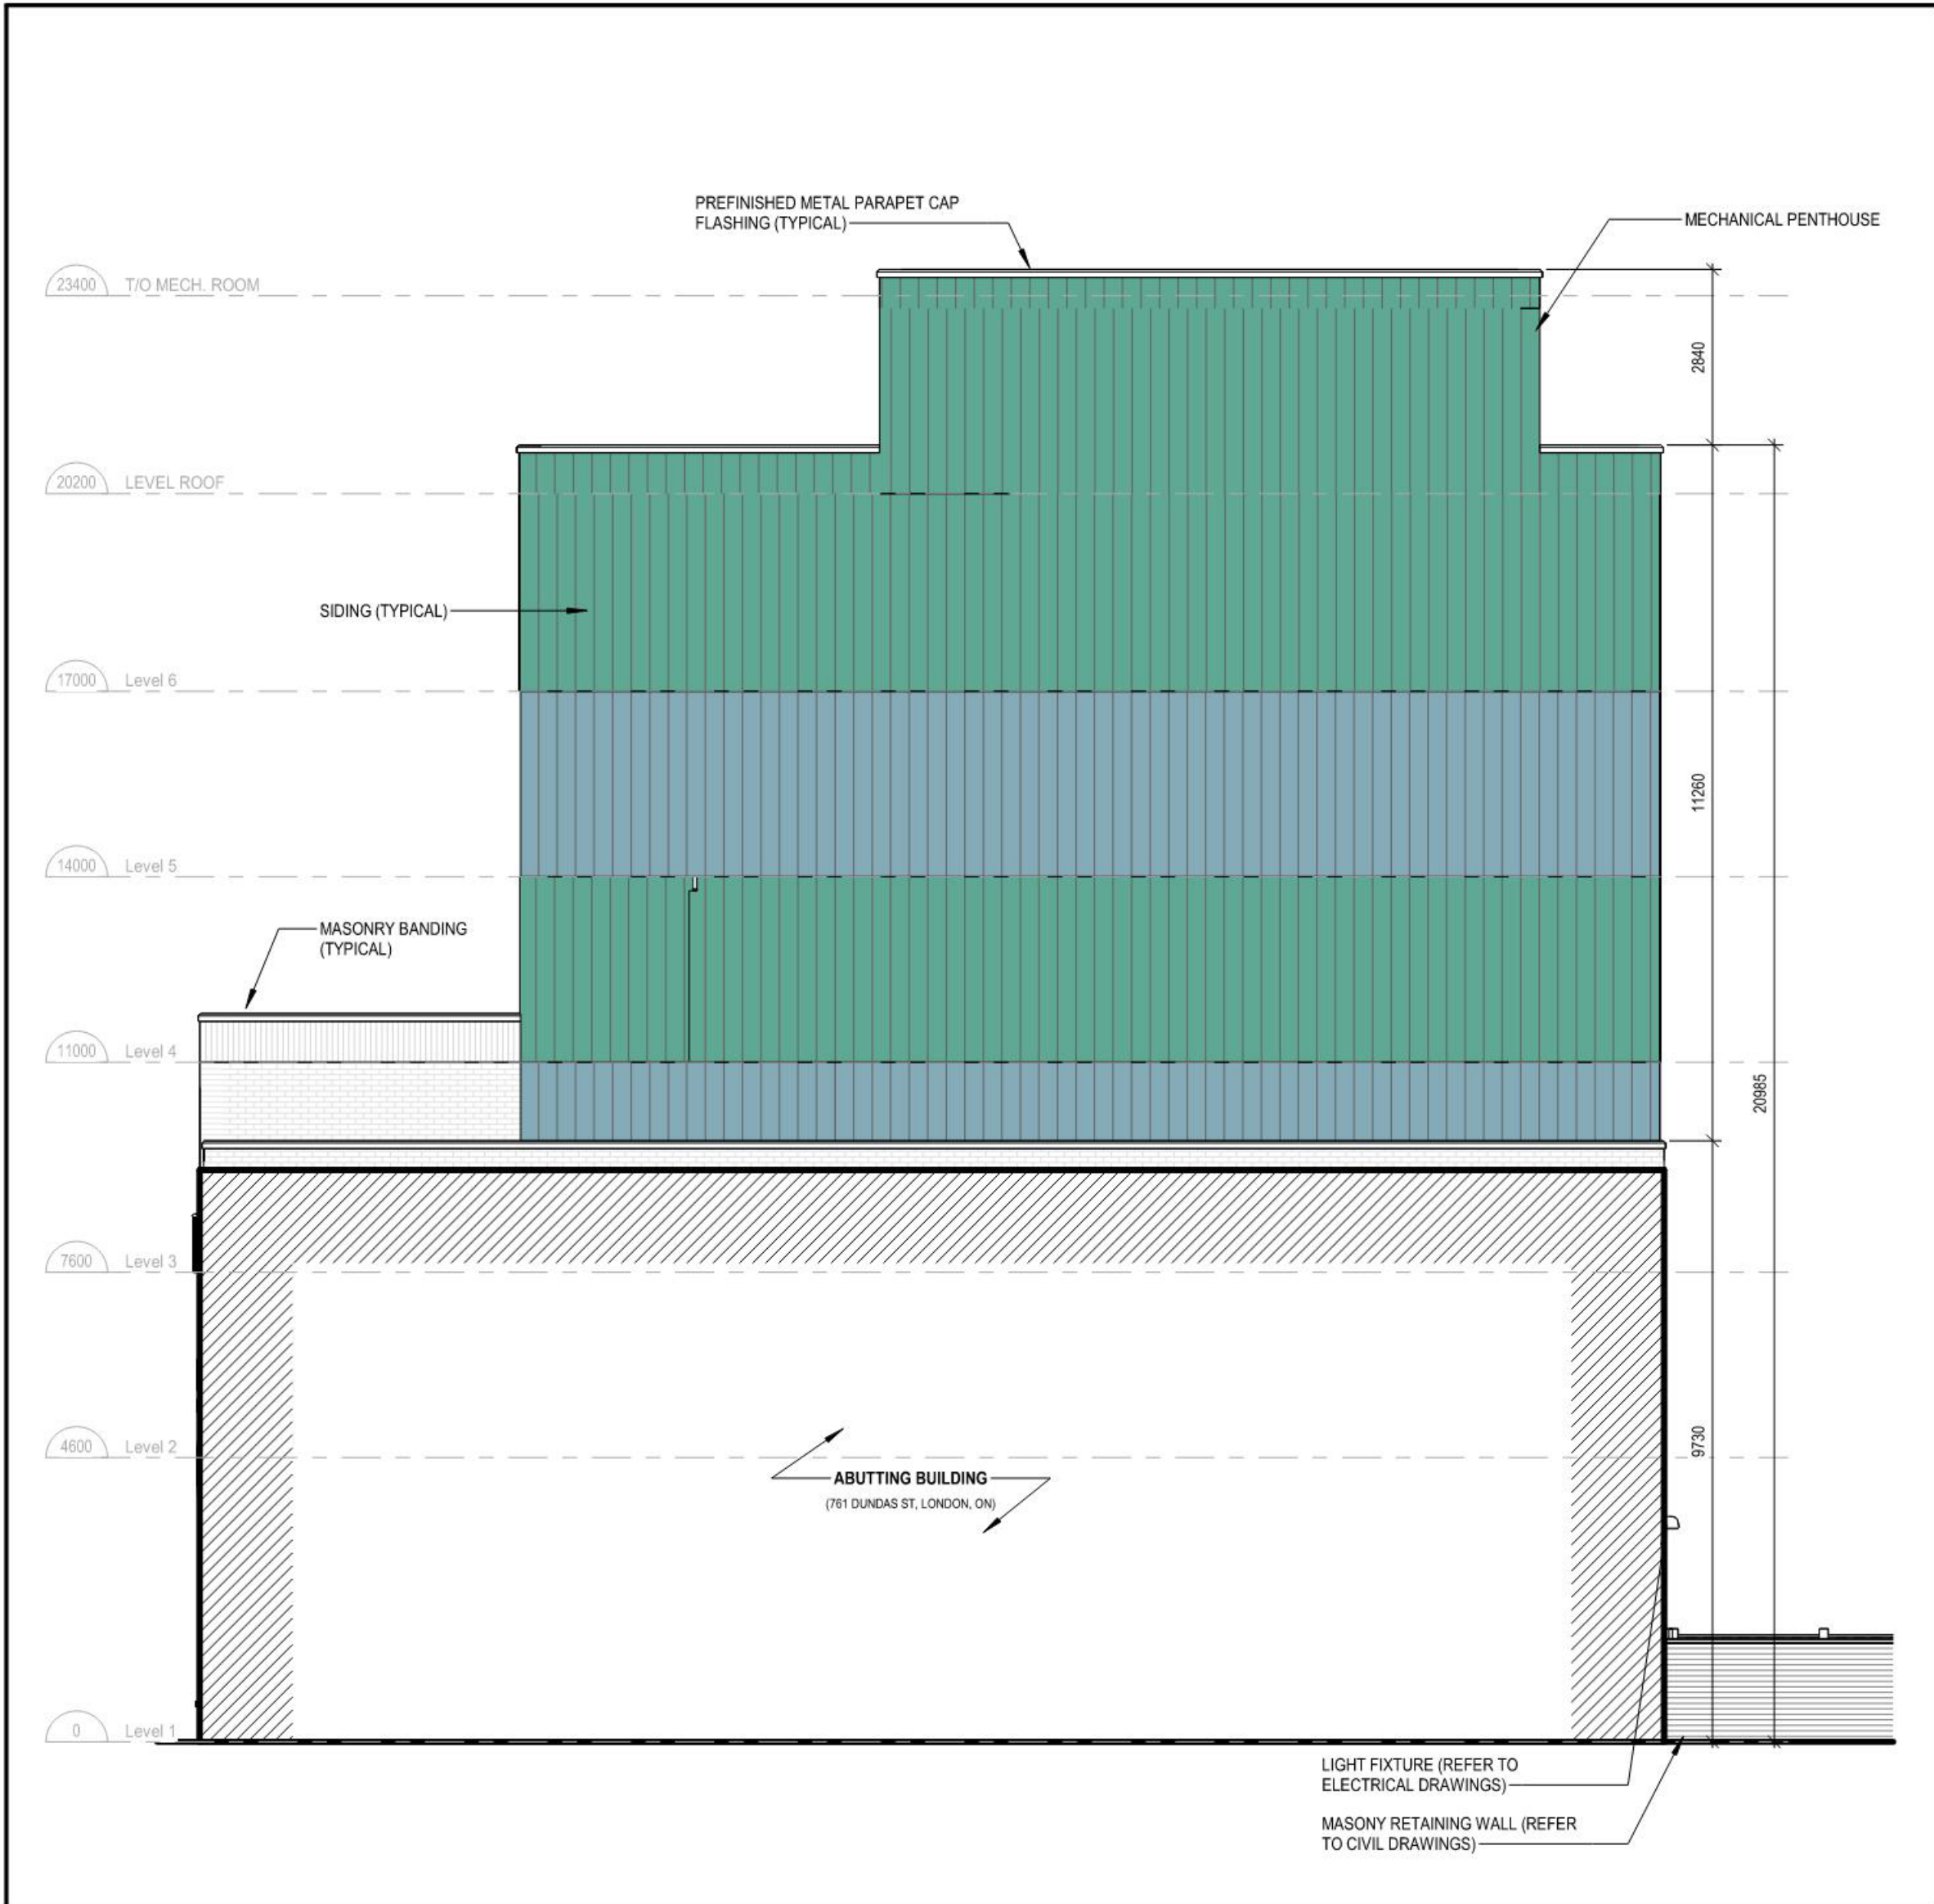 PREFINISHED METAL PARAPET CAP
FLASHING (TYPICAL)
MECHANICAL PENTHOUSE
23400 T/O MECH. ROOM
2840
20200 LEVEL ROOF
SIDING (TYPICAL)
17000 Level 6
11260
14000 Level 5
MASONRY BANDING
(TYPICAL)
11000 Level 4
20985
7600 Level 3
4600 Level 2
9730
ABUTTING BUILDING
(761 DUNDAS ST, LONDON, ON)
0 Level 1
LIGHT FIXTURE (REFER TO
ELECTRICAL DRAWINGS)
MASONY RETAINING WALL (REFER
TO CIVIL DRAWINGS)